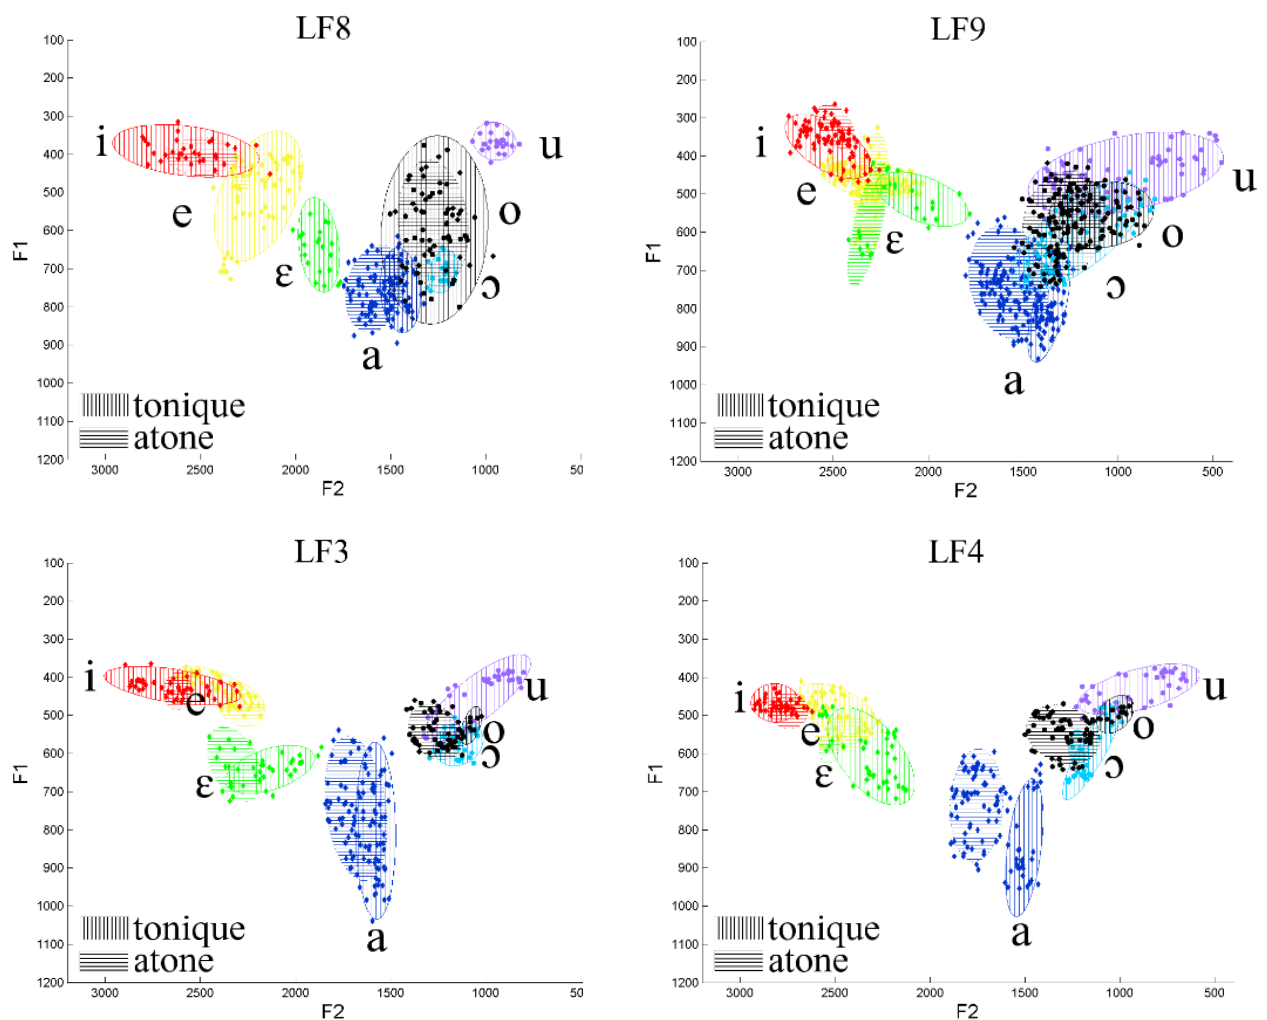 LF8
100
200
300
400
500
600
700
800
900
1000
1100
1200
F1
i
e
ɛ
a
o
ɔ
u
tonique
atone
3000 2500 2000 1500 1000 50
F2
LF9
100
200
300
400
500
600
700
800
900
1000
1100
1200
F1
i
e
ɛ
a
u
o
ɔ
tonique
atone
3000 2500 2000 1500 1000 500
F2
LF3
100
200
300
400
500
600
700
800
900
1000
1100
1200
F1
i
e
ɛ
a
u
o
ɔ
tonique
atone
3000 2500 2000 1500 1000 50
F2
LF4
100
200
300
400
500
600
700
800
900
1000
1100
1200
F1
i
e
ɛ
a
u
o
ɔ
tonique
atone
3000 2500 2000 1500 1000 500
F2